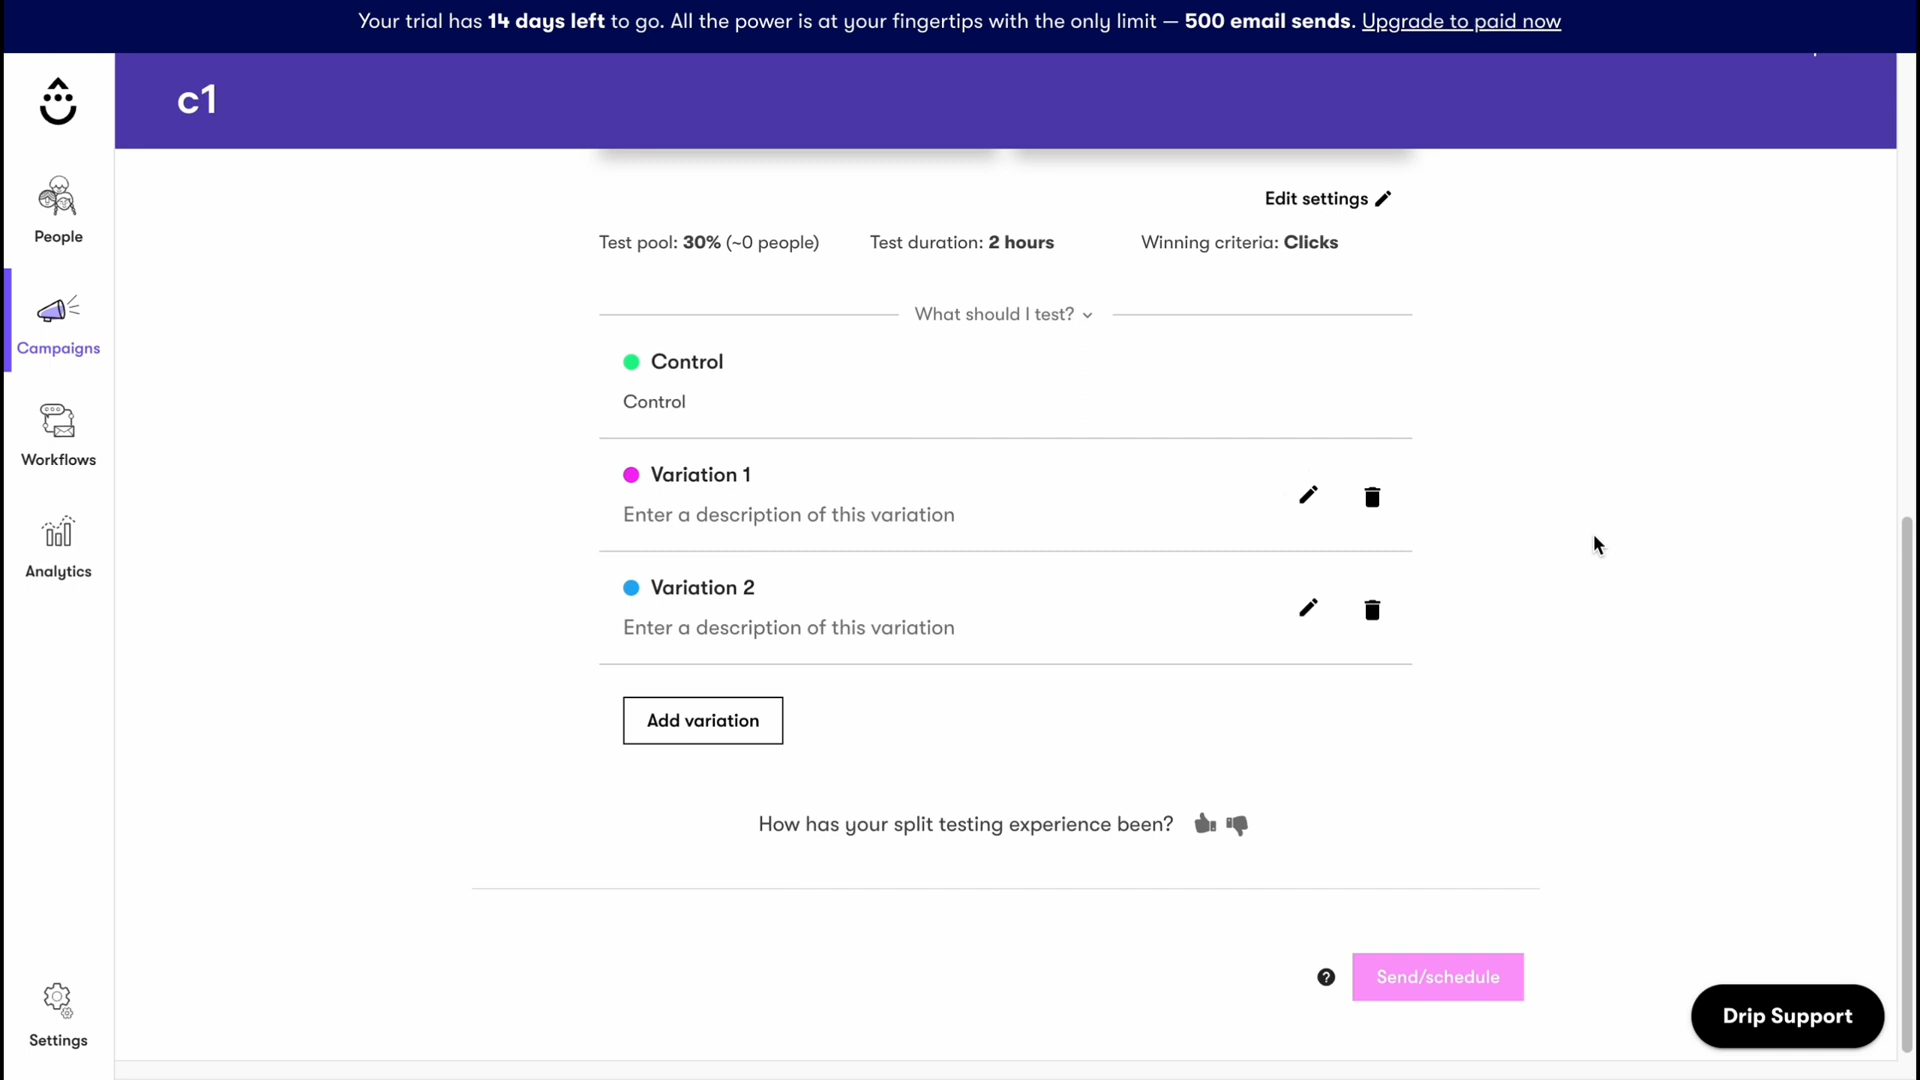 Your trial has 14 days left to go. All the power is at your fingertips with the only limit — 500 email sends. Upgrade to paid now
c1
People
Campaigns
Workflows
Analytics
Settings
Edit settings
Test pool: 30% (~0 people)
Test duration: 2 hours
Winning criteria: Clicks
What should I test?
Control
Control
Variation 1
Enter a description of this variation
Variation 2
Enter a description of this variation
Add variation
How has your split testing experience been?
?
Send/schedule
Drip Support